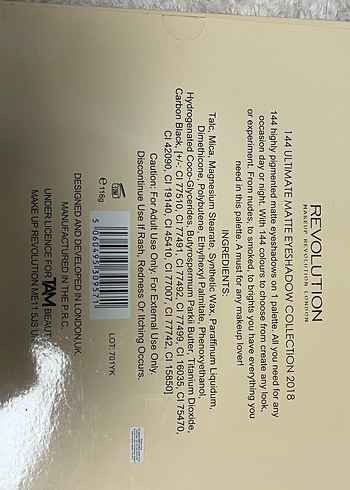 REVOLUTION
MAKEUP REVOLUTION LONDON
144 ULTIMATE MATTE EYESHADOW COLLECTION 2018
144 highly pigmented matte eyeshadows on 1 palette. All you need for any
occasion day or night. With 144 colours to choose from create any look,
or experiment. From nudes, to smoked, to brights you have everything you
need in this palette. A must for any makeup lover!
INGREDIENTS:
Talc, Mica, Magnesium Stearate, Synthetic Wax, Paraffinum Liquidum,
Dimethicone, Polybutene, Ethylhexyl Palmitate, Phenoxyethanol,
Hydrogenated Coco-Glycerides, Butyrospermum Parkii Butter, Titanium Dioxide,
Carbon Black, [+/-: CI 77510, CI 77491, CI 77492, CI 77499, CI 16035, CI 75470,
CI 42090, CI 19140, CI 45410, CI 77007, CI 77742, CI 15850]
Caution: For Adult Use Only. For External Use Only.
Discontinue Use If Rash, Redness Or Itching Occurs.
e 116g
LOT: 701YK
DESIGNED AND DEVELOPED IN LONDON.UK.
MANUFACTURED IN THE P.R.C.
UNDER LICENCE FOR TAM BEAUT
MAKE UP REVOLUTION ME11 5JS U